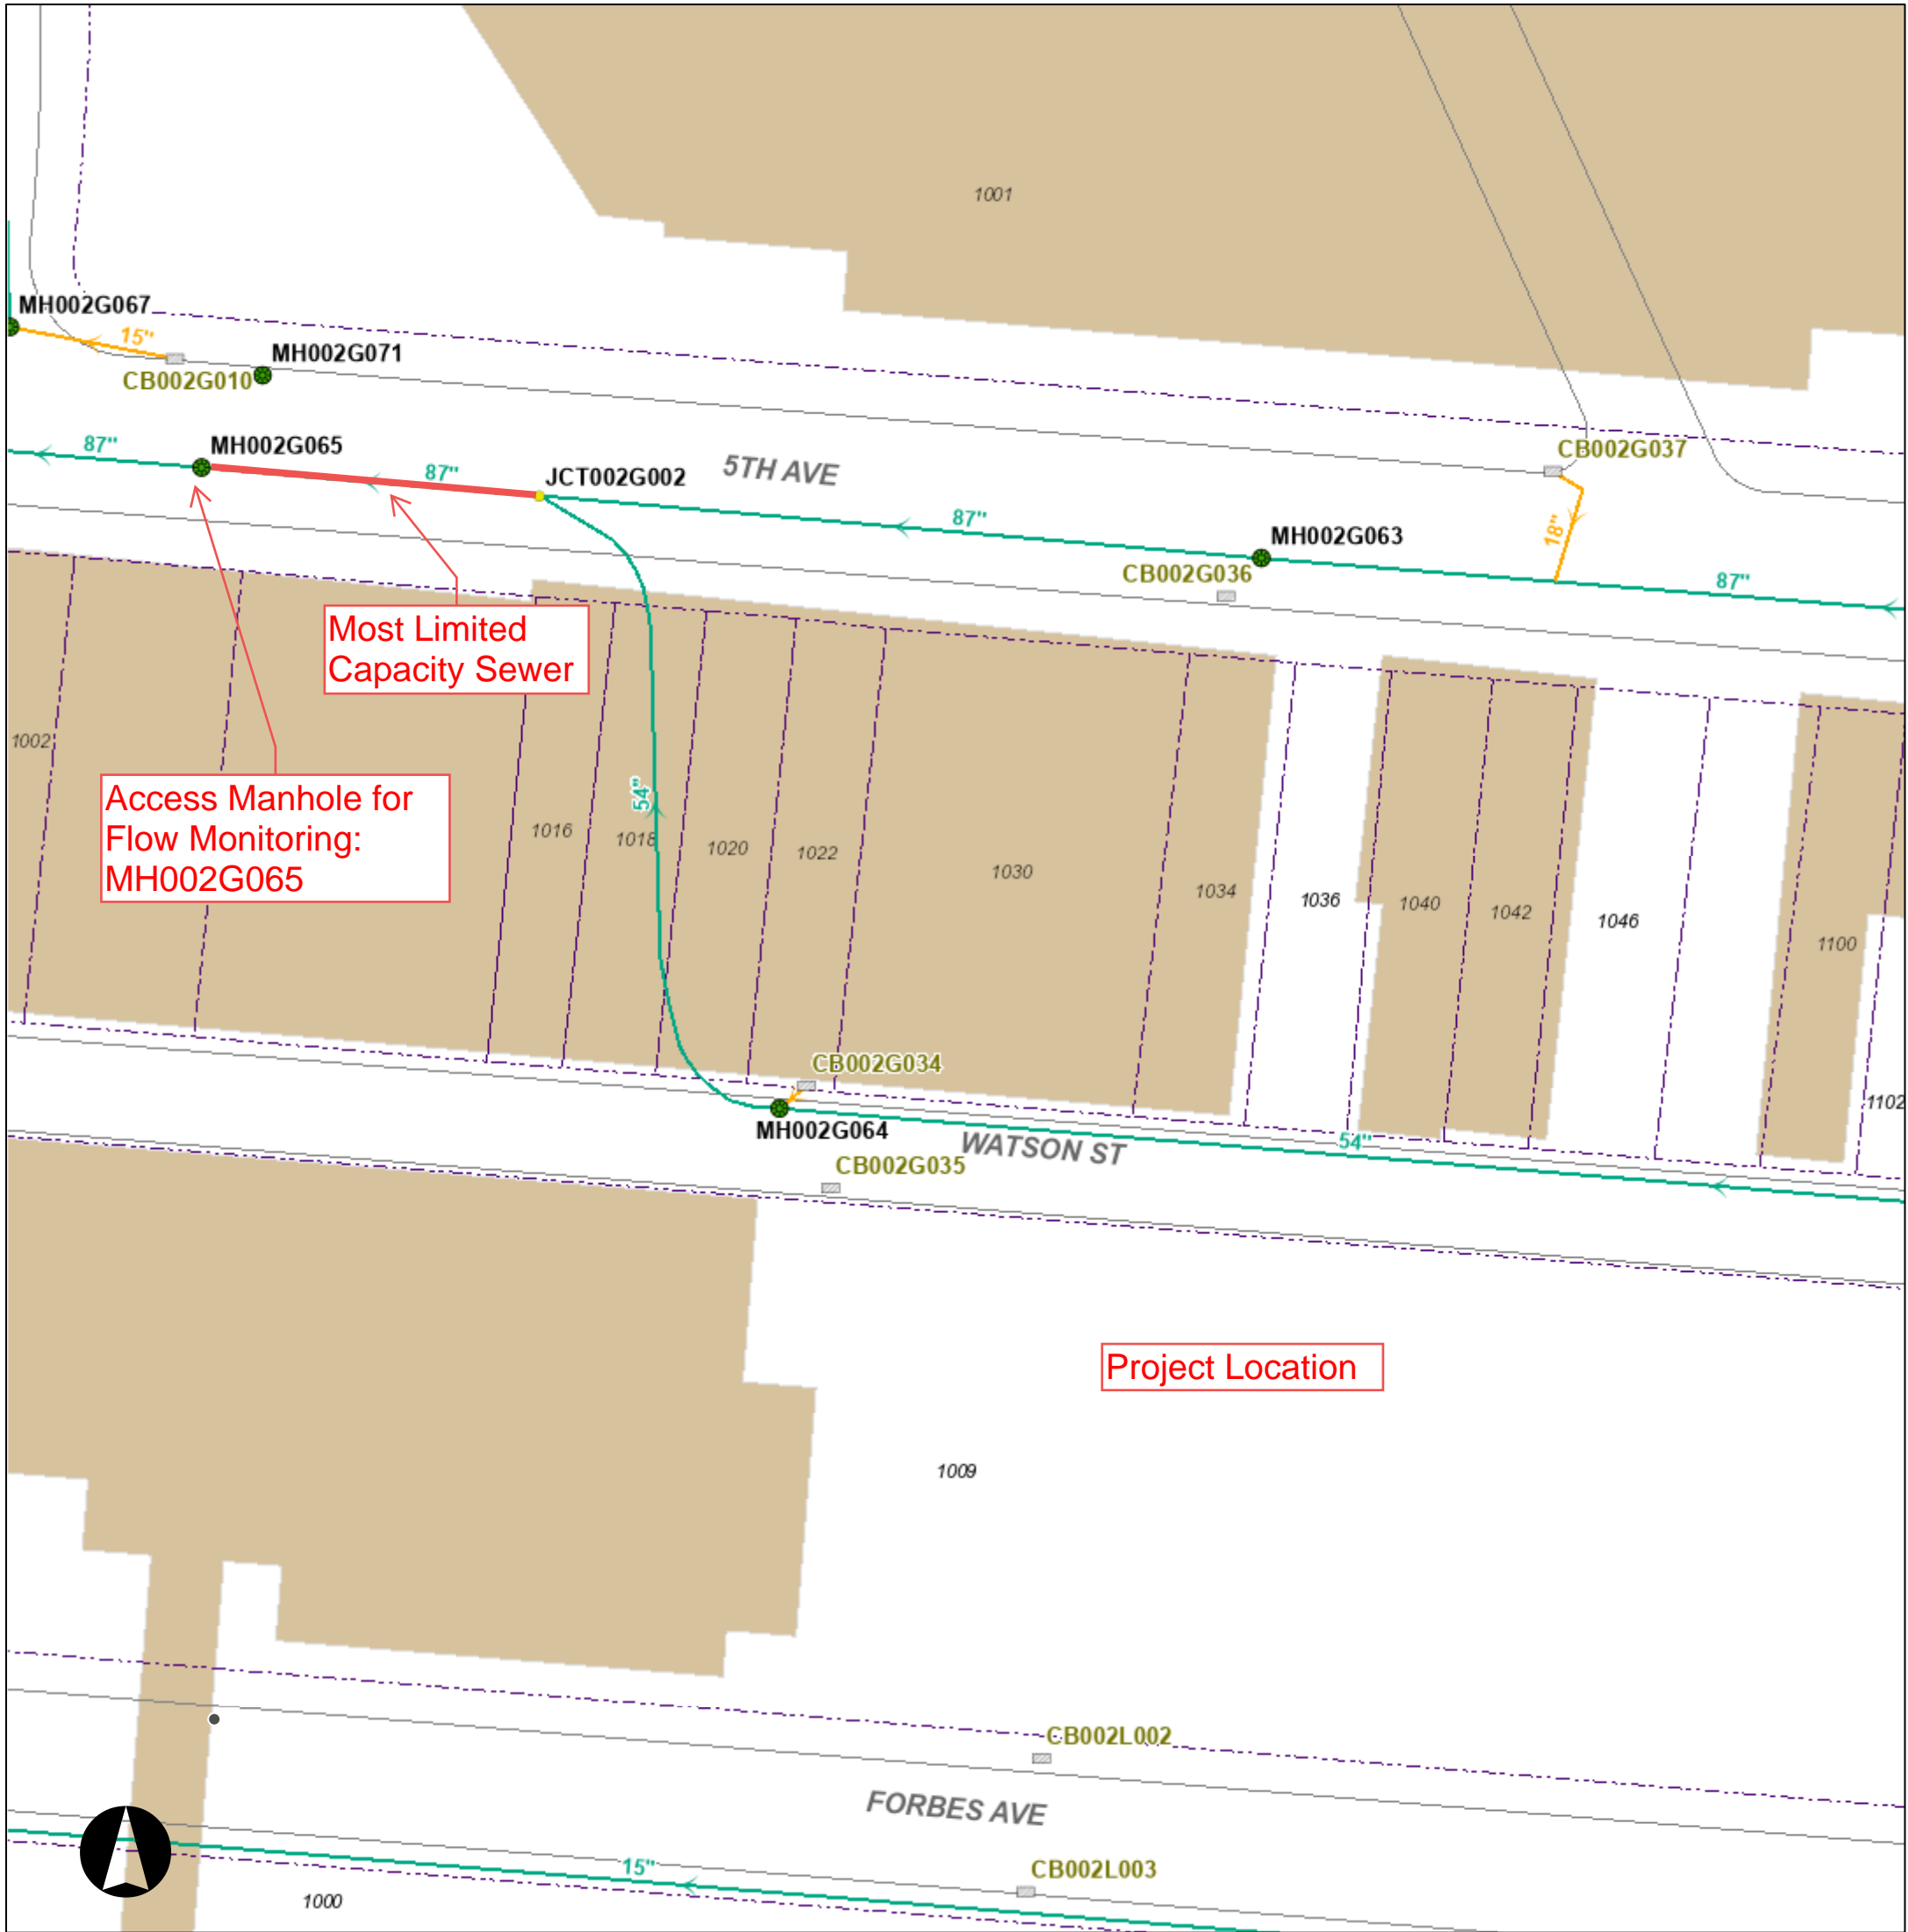 1001
MH002G067
15"
MH002G071
CB002G010
87"
MH002G065
87"
JCT002G002
5TH AVE
CB002G037
87"
MH002G063
18"
CB002G036
87"
Most Limited
Capacity Sewer
1002
Access Manhole for
Flow Monitoring:
MH002G065
54"
1016
1018
1020
1022
1030
1034
1036
1040
1042
1046
1100
1102
CB002G034
MH002G064
WATSON ST
54"
CB002G035
Project Location
1009
CB002L002
FORBES AVE
15"
CB002L003
1000